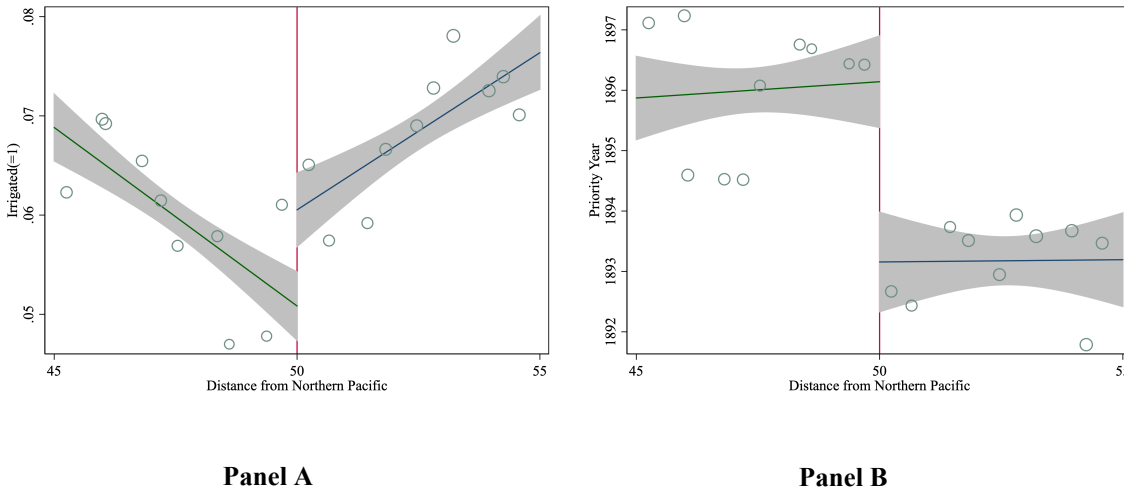 .08
.07
.06
.05
Irrigated(=1)
45
50
55
Distance from Northern Pacific
1897
1896
1895
1894
1893
1892
Priority Year
45
50
Distance from Northern Pacific
Panel A
Panel B